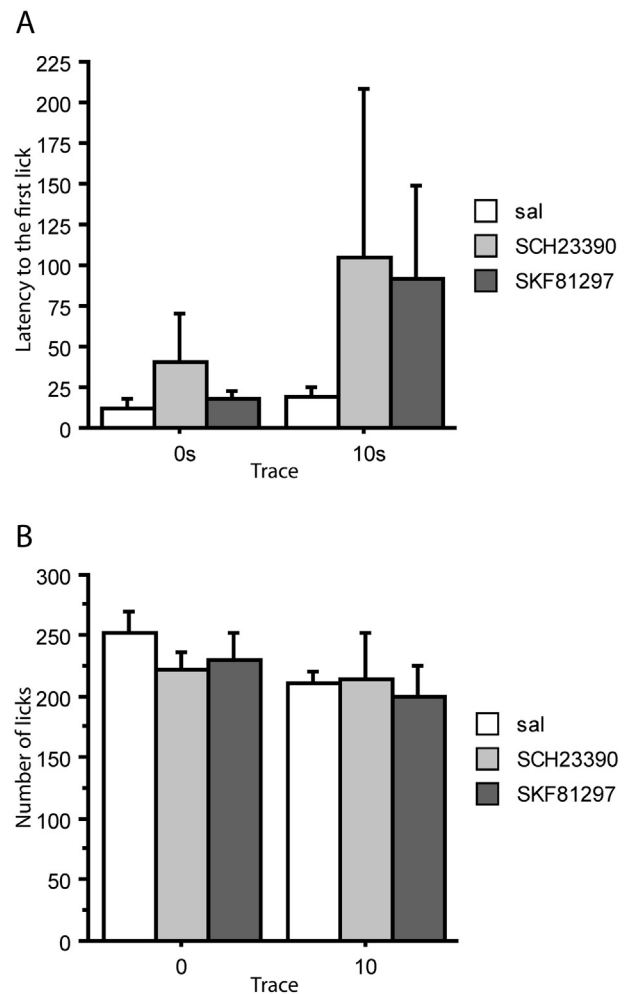 A
225
200
175
150
125
100
75
50
25
0
Latency to the first lick
sal
SCH23390
SKF81297
0s
10s
Trace
B
300
250
200
150
100
50
0
Number of licks
sal
SCH23390
SKF81297
0
10
Trace